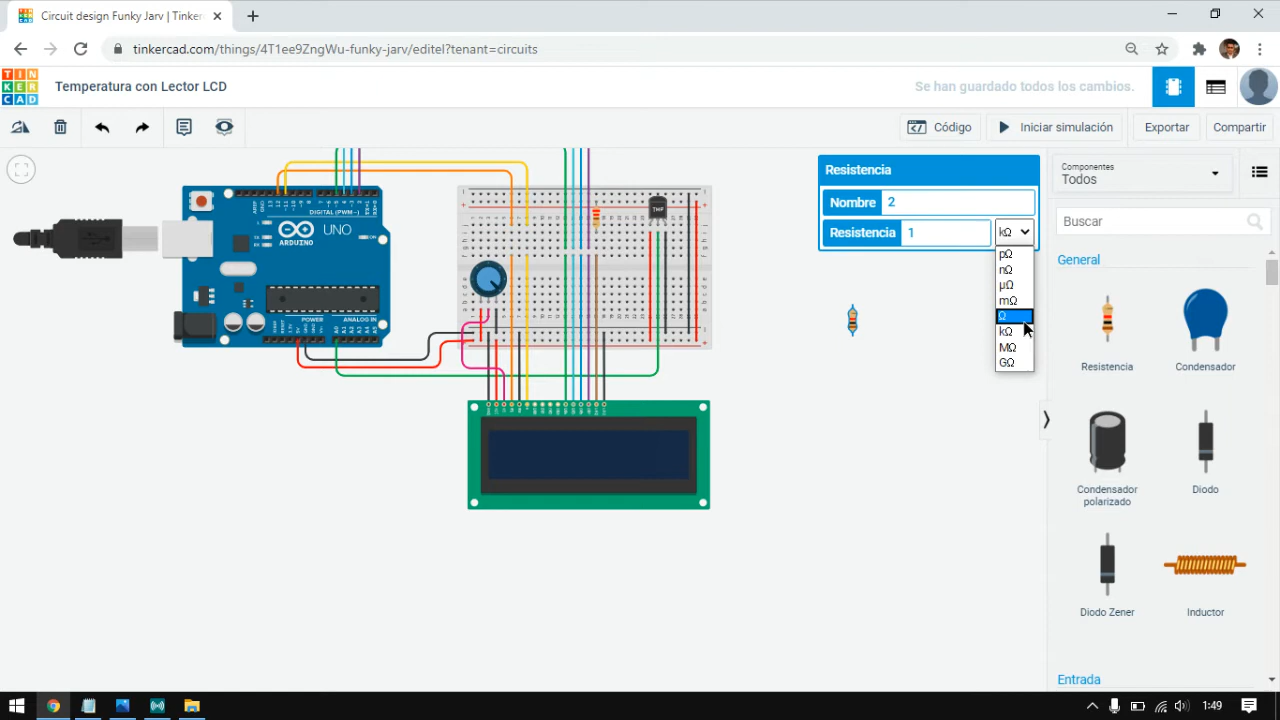 Circuit design Funky Jarv | Tinker
tinkercad.com/things/4T1ee9ZngWu-funky-jarv/editel?tenant=circuits
TIN
KER
CAD
Temperatura con Lector LCD
Se han guardado todos los cambios.
Código
Iniciar simulación
Exportar
Compartir
Resistencia
Nombre 2
Resistencia 1 kΩ
pΩ
nΩ
μΩ
mΩ
Ω
kΩ
MΩ
GΩ
Componentes
Todos
Buscar
General
Resistencia
Condensador
Condensador
polarizado
Diodo
Diodo Zener
Inductor
Entrada
DIGITAL (PWM~)
UNO
ARDUINO
POWER
ANALOG IN
TMP
1:49